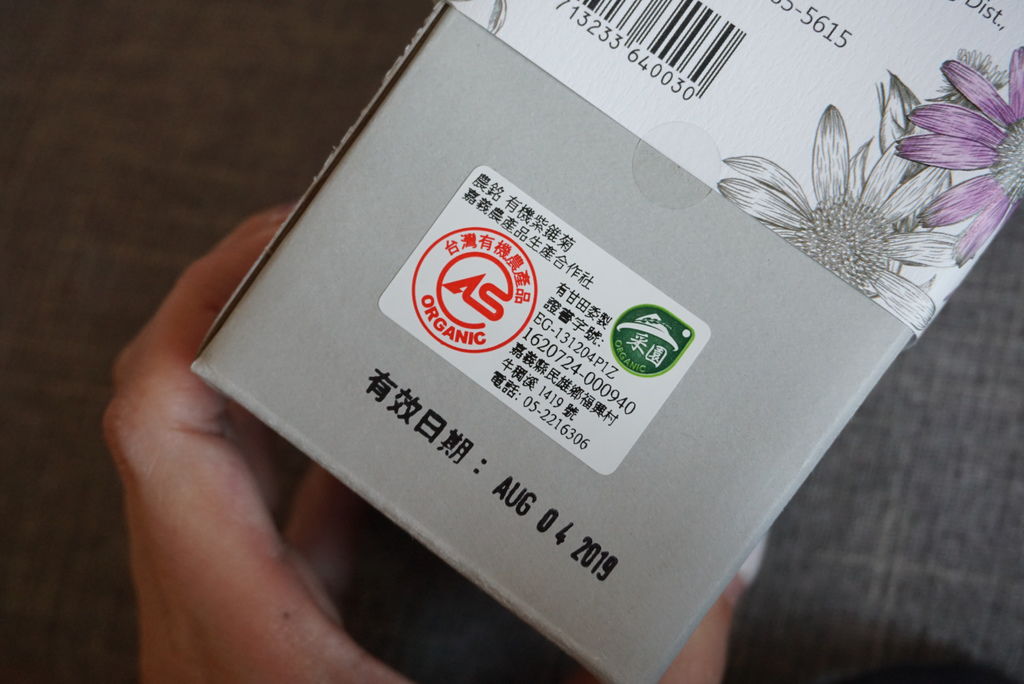 713233 640030
35-5615
Dist.,
農銘 有機紫錐菊
嘉義農產品生產合作社
台灣有機農產品
AS
ORGANIC
有甘田委製
證書字號:
EG-131204P1Z
1620724-000940
嘉義縣民雄鄉福興村
牛稠溪 1419 號
電話: 05-2216306
采園
ORGANIC
有效日期：AUG 04 2019